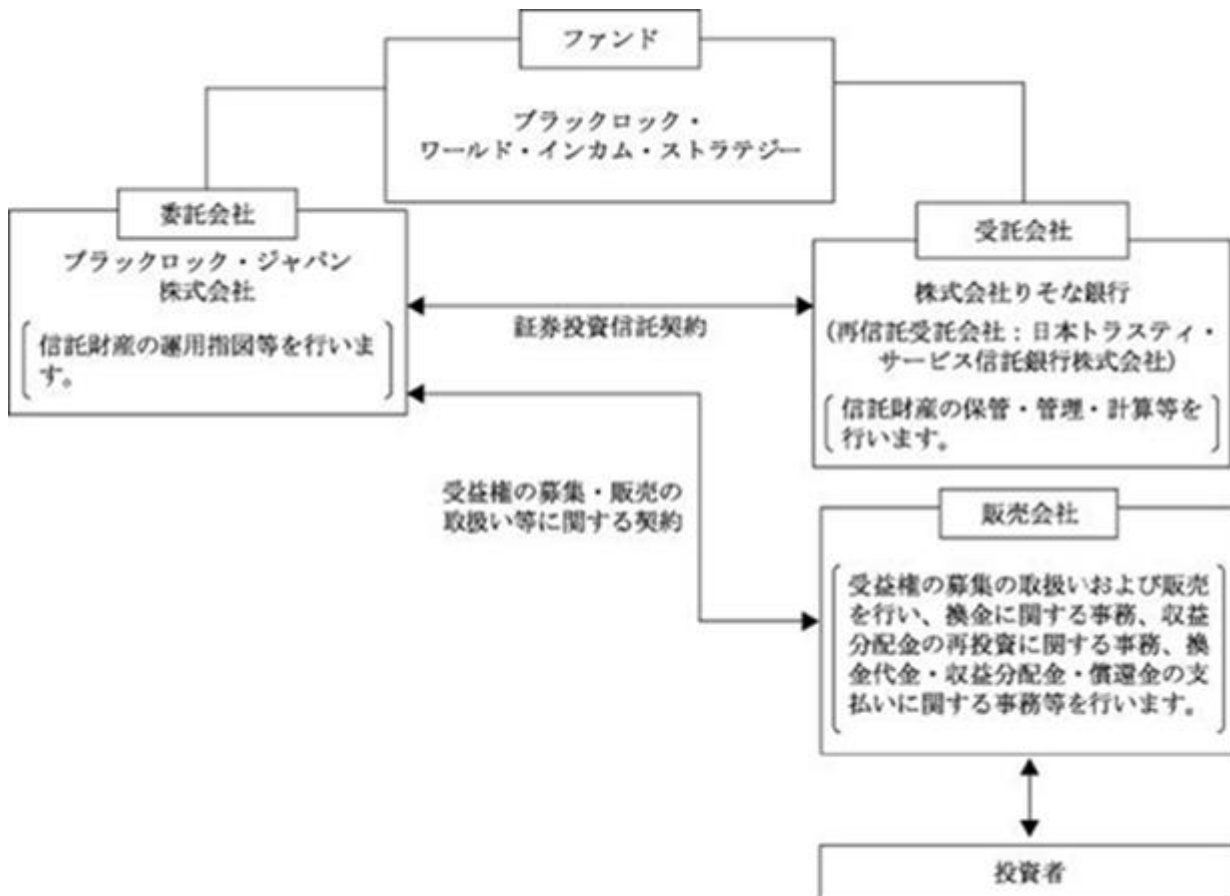 ファンド
ブラックロック・
ワールド・インカム・ストラテジー
委託会社
ブラックロック・ジャパン
株式会社
信託財産の運用指図等を行いま
す。
証券投資信託契約
受託会社
株式会社りそな銀行
(再信託受託会社：日本トラスティ・
サービス信託銀行株式会社)
信託財産の保管・管理・計算等を
行います。
受益権の募集・販売の
取扱い等に関する契約
販売会社
受益権の募集の取扱いおよび販売
を行い、換金に関する事務、収益
分配金の再投資に関する事務、換
金代金・収益分配金・償還金の支
払いに関する事務等を行います。
投資者